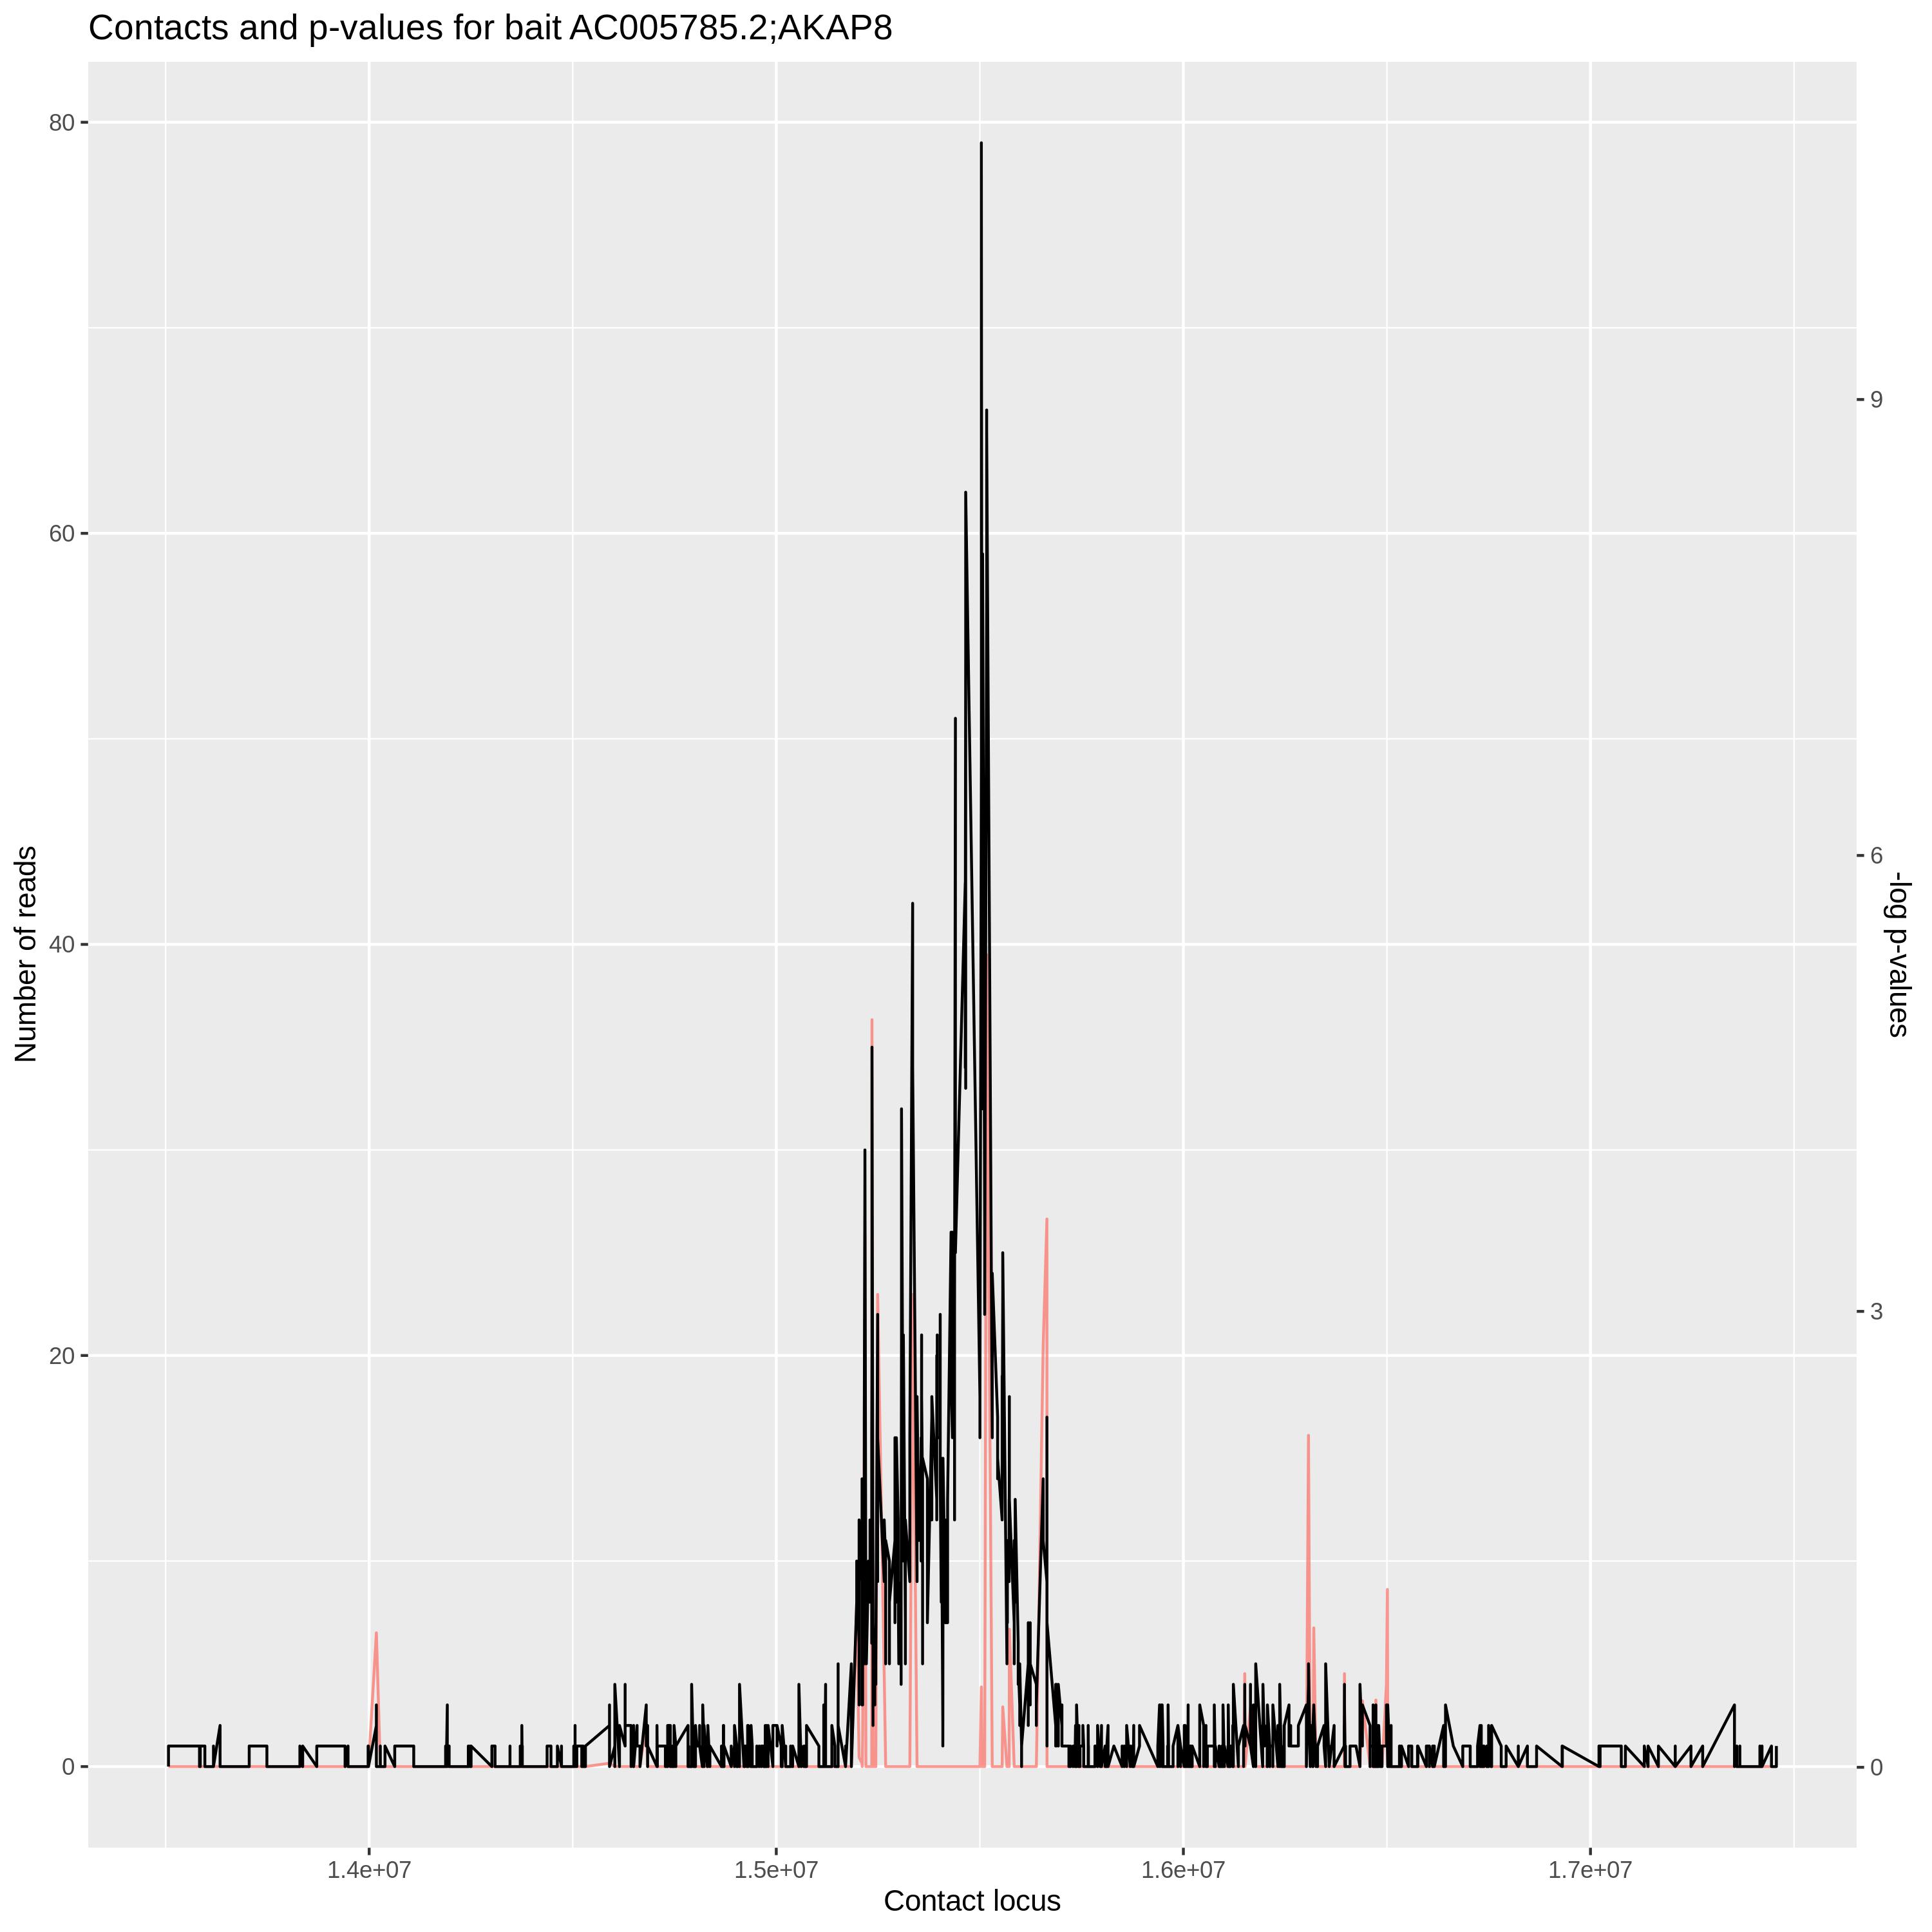 Contacts and p-values for bait AC005785.2;AKAP8
80
60
40
20
0
Number of reads
9
6
3
0
-log p-values
1.4e+07
1.5e+07
1.6e+07
1.7e+07
Contact locus